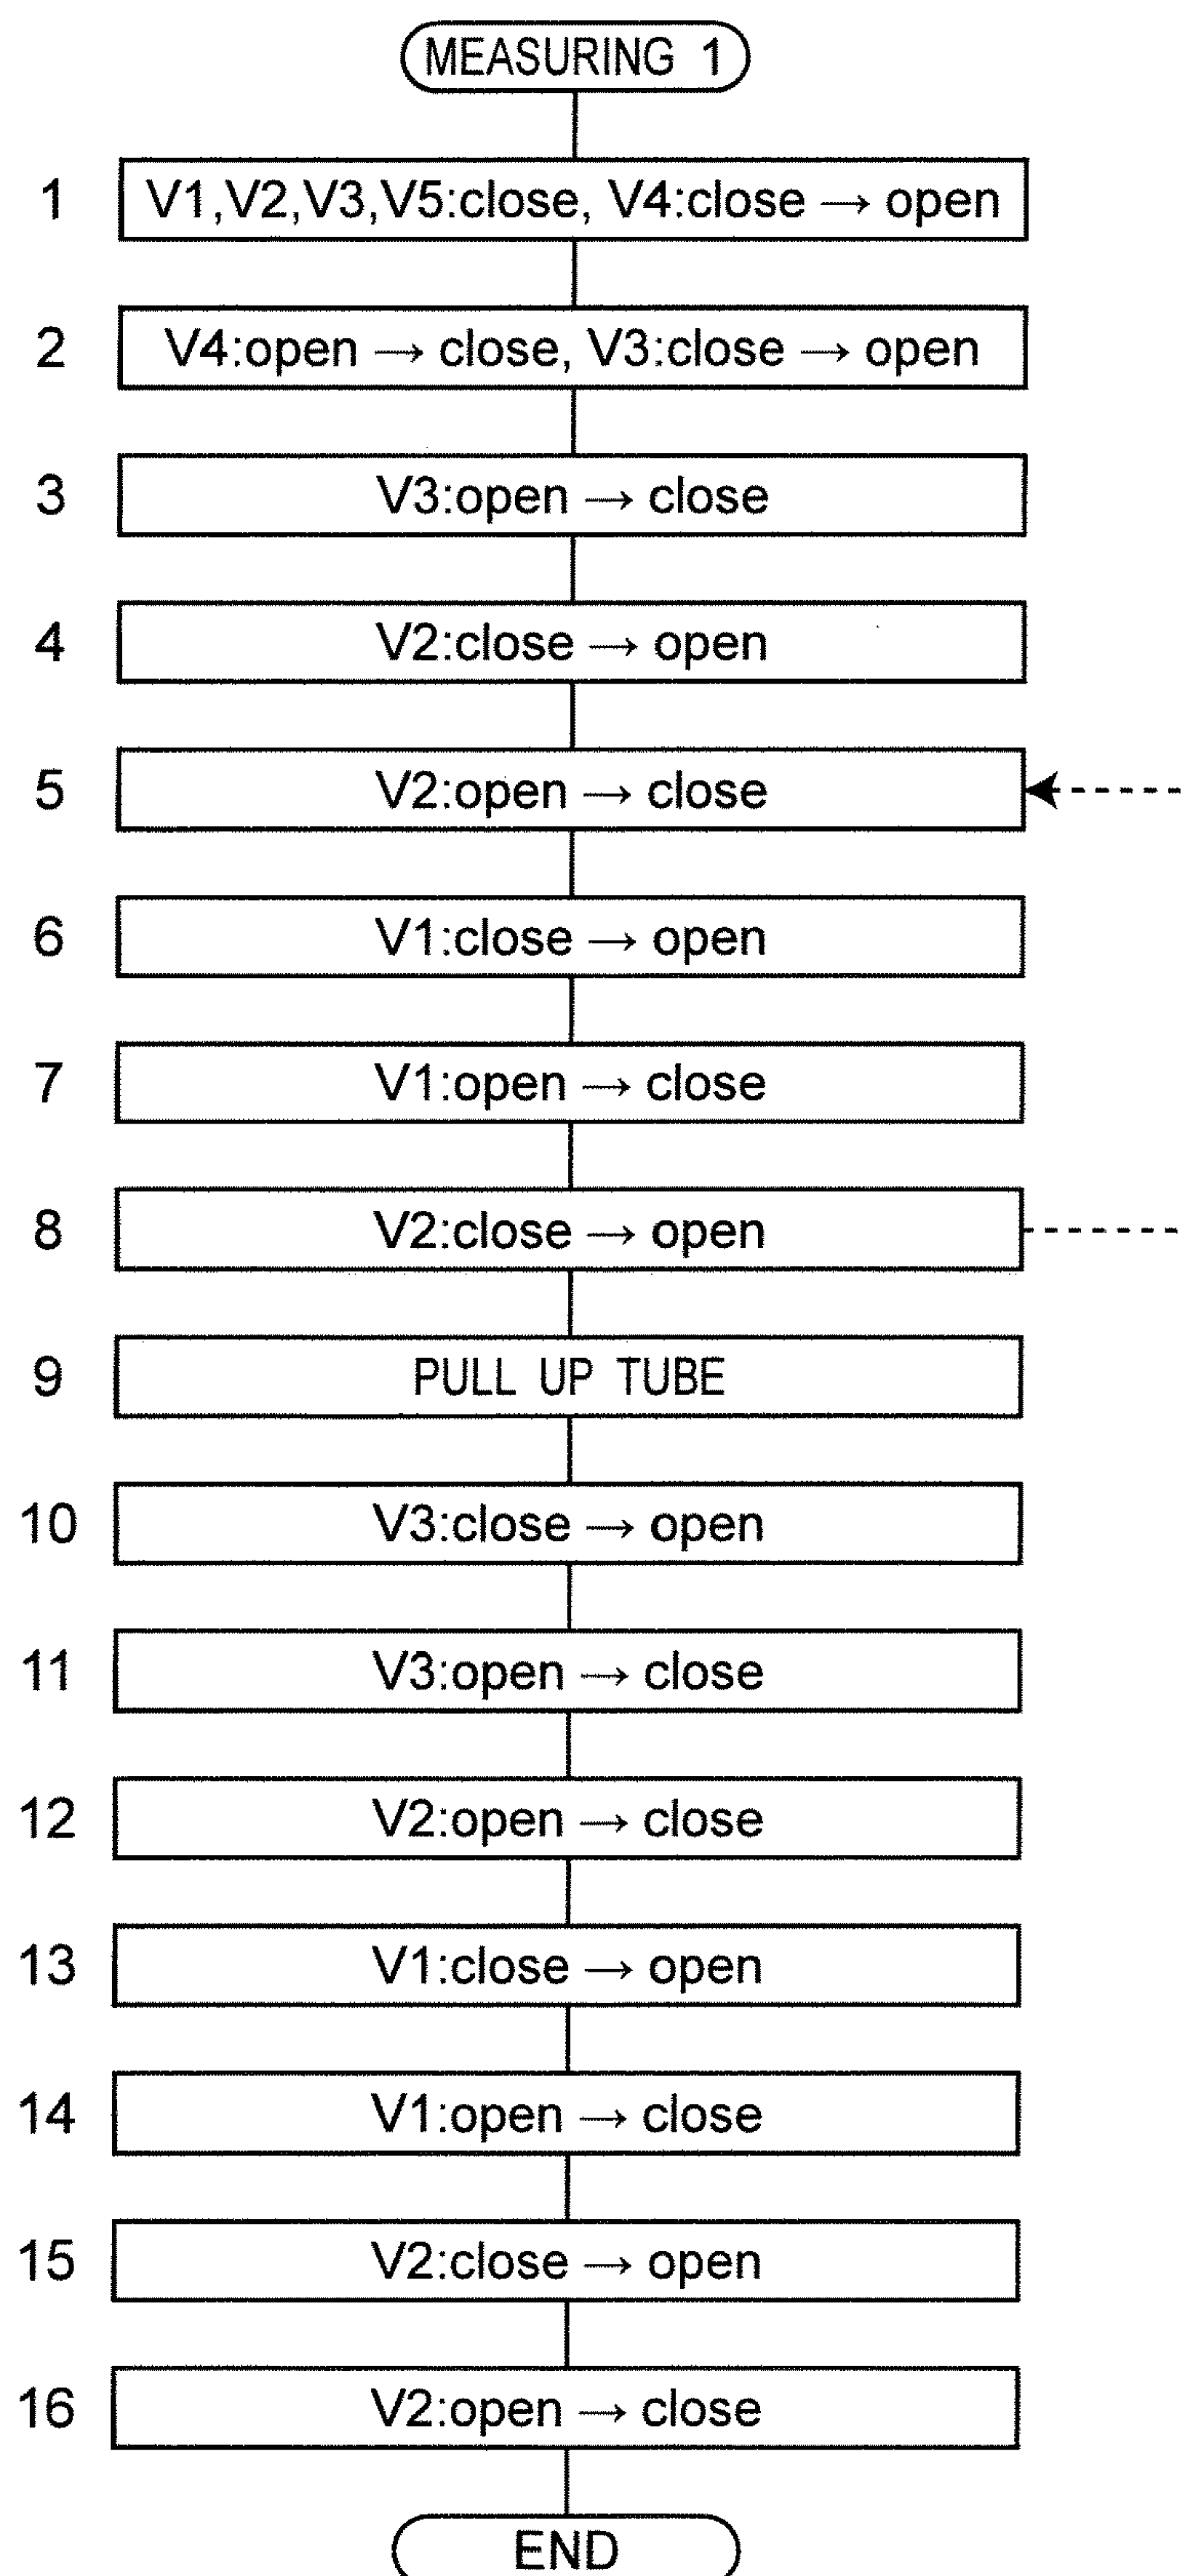 MEASURING 1
1 V1,V2,V3,V5:close, V4:close → open
2 V4:open → close, V3:close → open
3 V3:open → close
4 V2:close → open
5 V2:open → close
6 V1:close → open
7 V1:open → close
8 V2:close → open
9 PULL UP TUBE
10 V3:close → open
11 V3:open → close
12 V2:open → close
13 V1:close → open
14 V1:open → close
15 V2:close → open
16 V2:open → close
END